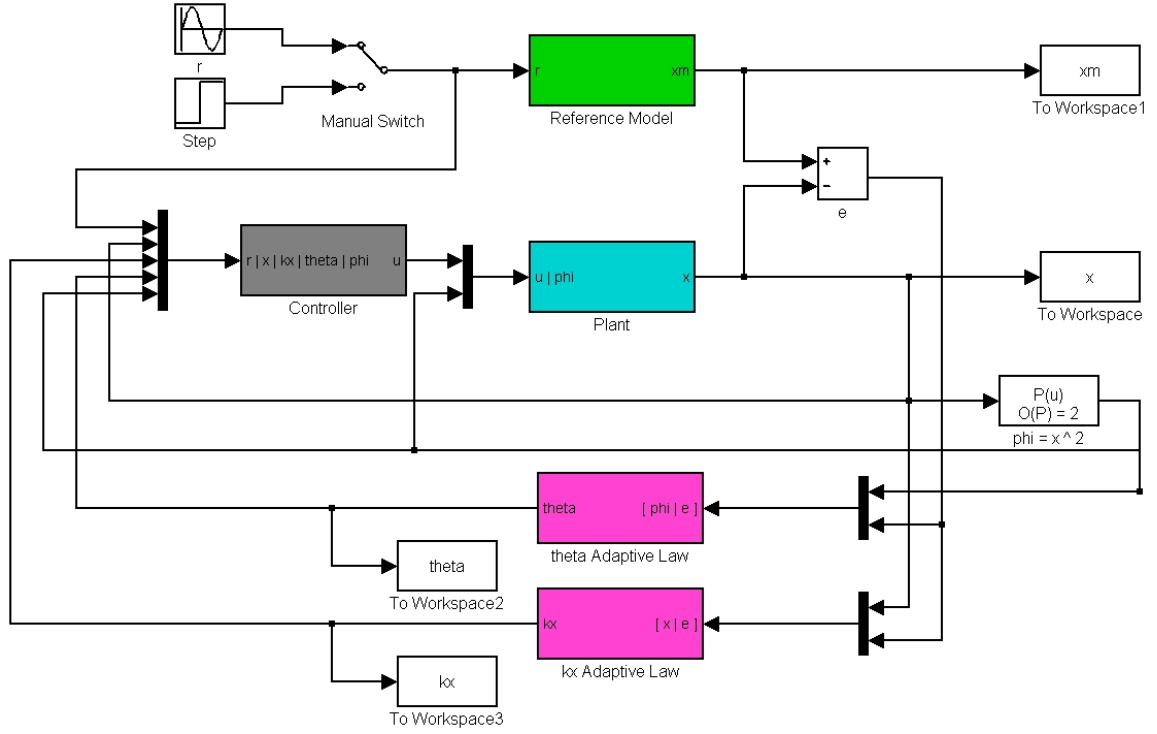 r
Step
Manual Switch
r
xm
Reference Model
xm
To Workspace1
+
−
e
r | x | kx | theta | phi
u
Controller
u | phi
x
Plant
x
To Workspace
P(u)
O(P) = 2
phi = x ^ 2
theta
[ phi | e ]
theta Adaptive Law
theta
To Workspace2
kx
[ x | e ]
kx Adaptive Law
kx
To Workspace3